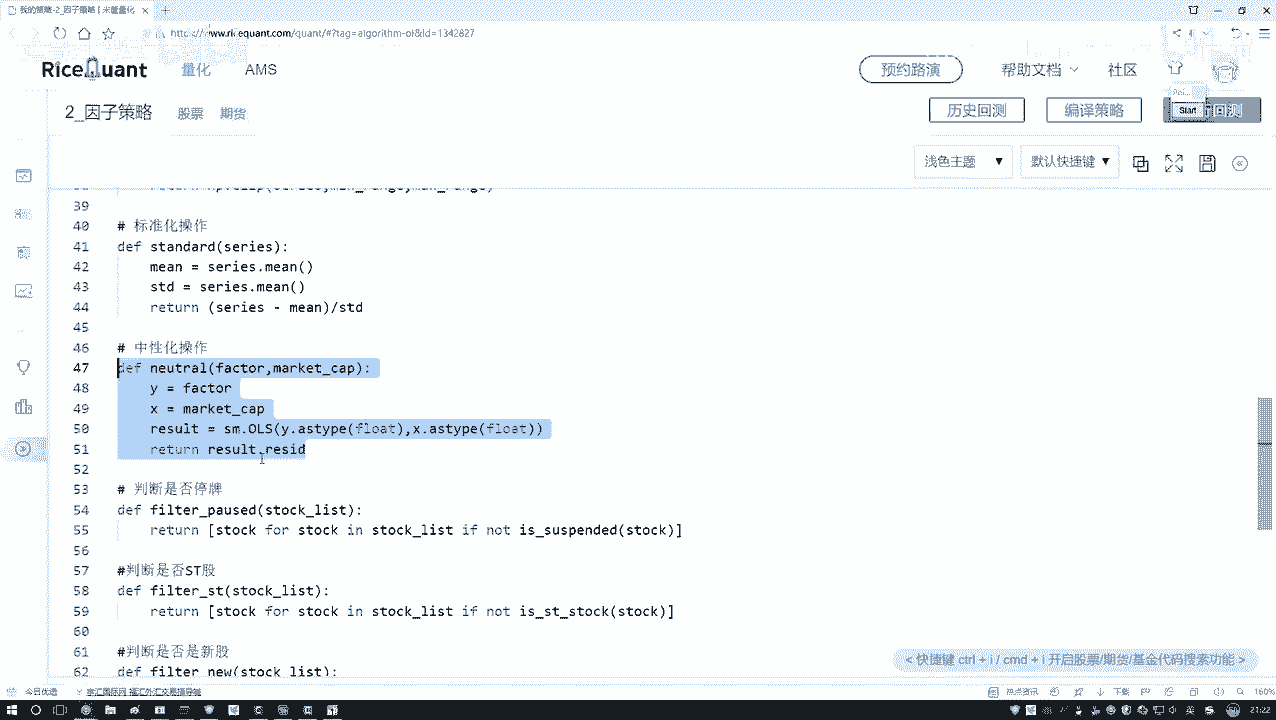 我的策略-2_因子策略 | 米筐量化
www.ricequant.com/quant/#?tag=algorithm-
RiceQuant 量化 AMS 预约路演 帮助文档 社区
2_因子策略 股票 期货 历史回测 编译策略 Start 回测
浅色主题 ▼ 默认快捷键 ▼
39
40 # 标准化操作
41 def standard(series):
42 mean = series.mean()
43 std = series.mean()
44 return (series - mean)/std
45
46 # 中性化操作
47 def neutral(factor,market_cap):
48 y = factor
49 x = market_cap
50 result = sm.OLS(y.astype(float),x.astype(float))
51 return result.resid
52
53 # 判断是否停牌
54 def filter_paused(stock_list):
55 return [stock for stock in stock_list if not is_suspended(stock)]
56
57 #判断是否ST股
58 def filter_st(stock_list):
59 return [stock for stock in stock_list if not is_st_stock(stock)]
60
61 #判断是否是新股
62 def filter_new(stock_list):
< 快捷键 ctrl + i / cmd + i 开启股票/期货/基金代码搜索功能 >
今日优选 热点资讯 下载 160%
21:22